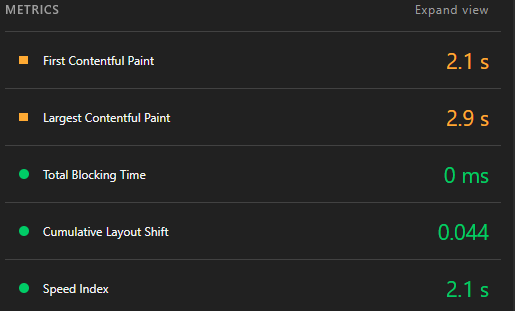 METRICS Expand view
First Contentful Paint 2.1 s
Largest Contentful Paint 2.9 s
Total Blocking Time 0 ms
Cumulative Layout Shift 0.044
Speed Index 2.1 s